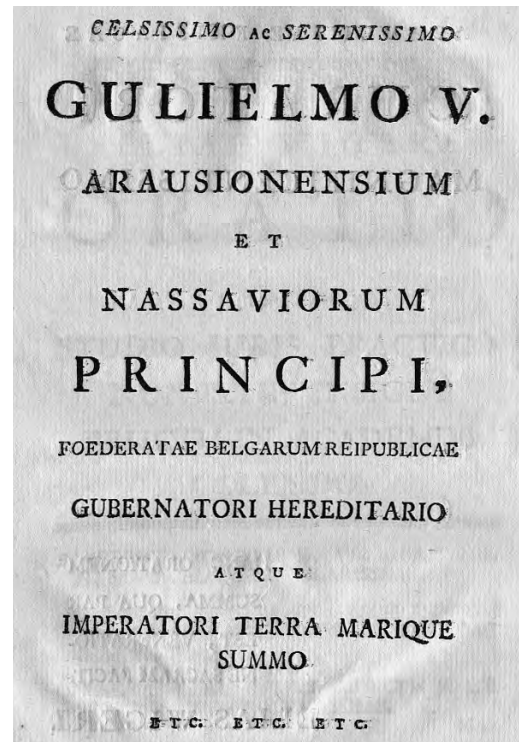 CELSISSIMO AC SERENISSIMO
GULIELMO V.
ARAUSIONENSIUM
ET
NASSAVIORUM
PRINCIPI,
FOEDERATAE BELGARUM REIPUBLICAE
GUBERNATORI HEREDITARIO
ATQUE
IMPERATORI TERRA MARIQUE
SUMMO
ETC. ETC. ETC.